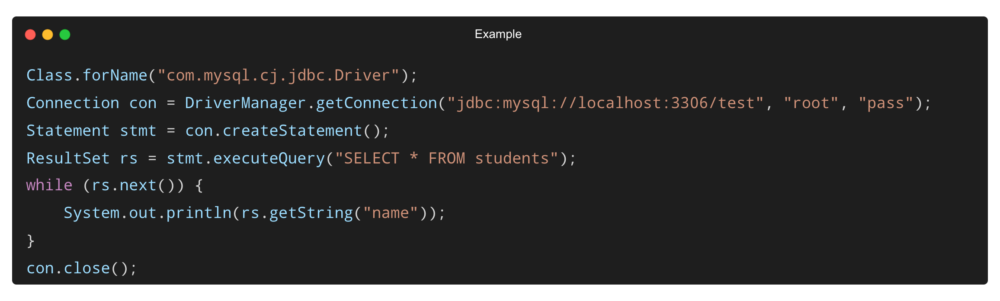 Example
Class.forName("com.mysql.cj.jdbc.Driver");
Connection con = DriverManager.getConnection("jdbc:mysql://localhost:3306/test", "root", "pass");
Statement stmt = con.createStatement();
ResultSet rs = stmt.executeQuery("SELECT * FROM students");
while (rs.next()) {
    System.out.println(rs.getString("name"));
}
con.close();